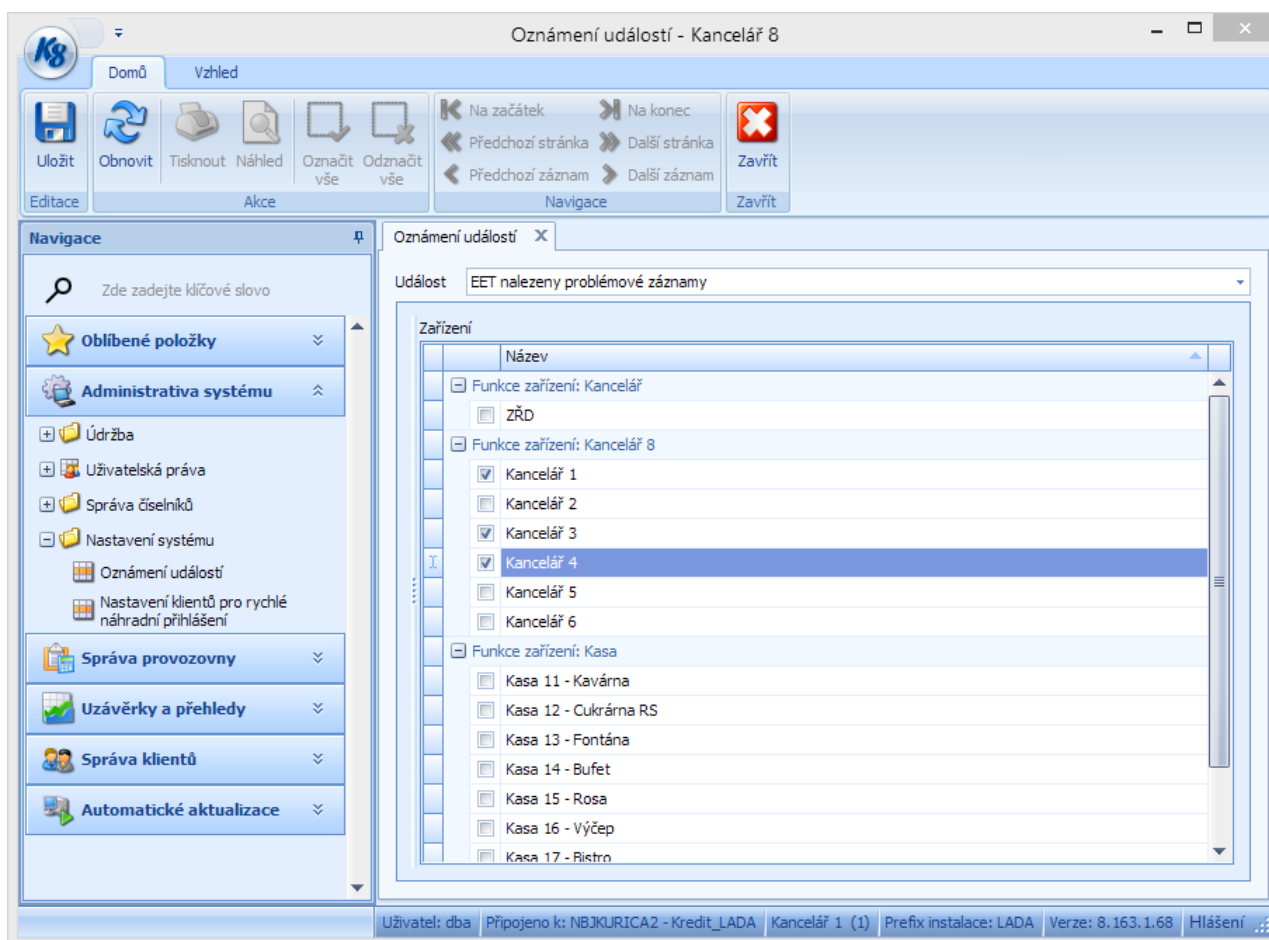 Oznámení událostí - Kancelář 8
K8
Domů
Vzhled
Uložit
Obnovit
Tisknout
Náhled
Označit vše
Odznačit vše
Na začátek
Na konec
Předchozí stránka
Další stránka
Předchozí záznam
Další záznam
Zavřít
Editace
Akce
Navigace
Zavřít
Navigace
Zde zadejte klíčové slovo
Oblíbené položky
Administrativa systému
Údržba
Uživatelská práva
Správa číselníků
Nastavení systému
Oznámení událostí
Nastavení klientů pro rychlé
náhradní přihlášení
Správa provozovny
Uzávěrky a přehledy
Správa klientů
Automatické aktualizace
Oznámení událostí
Událost
EET nalezeny problémové záznamy
Zařízení
Název
Funkce zařízení: Kancelář
ZŘD
Funkce zařízení: Kancelář 8
Kancelář 1
Kancelář 2
Kancelář 3
Kancelář 4
Kancelář 5
Kancelář 6
Funkce zařízení: Kasa
Kasa 11 - Kavárna
Kasa 12 - Cukrárna RS
Kasa 13 - Fontána
Kasa 14 - Bufet
Kasa 15 - Rosa
Kasa 16 - Výčep
Kasa 17 - Bistro
Uživatel: dba
Připojeno k: NBJKURICA2 - Kredit_LADA
Kancelář 1 (1)
Prefix instalace: LADA
Verze: 8.163.1.68
Hlášení